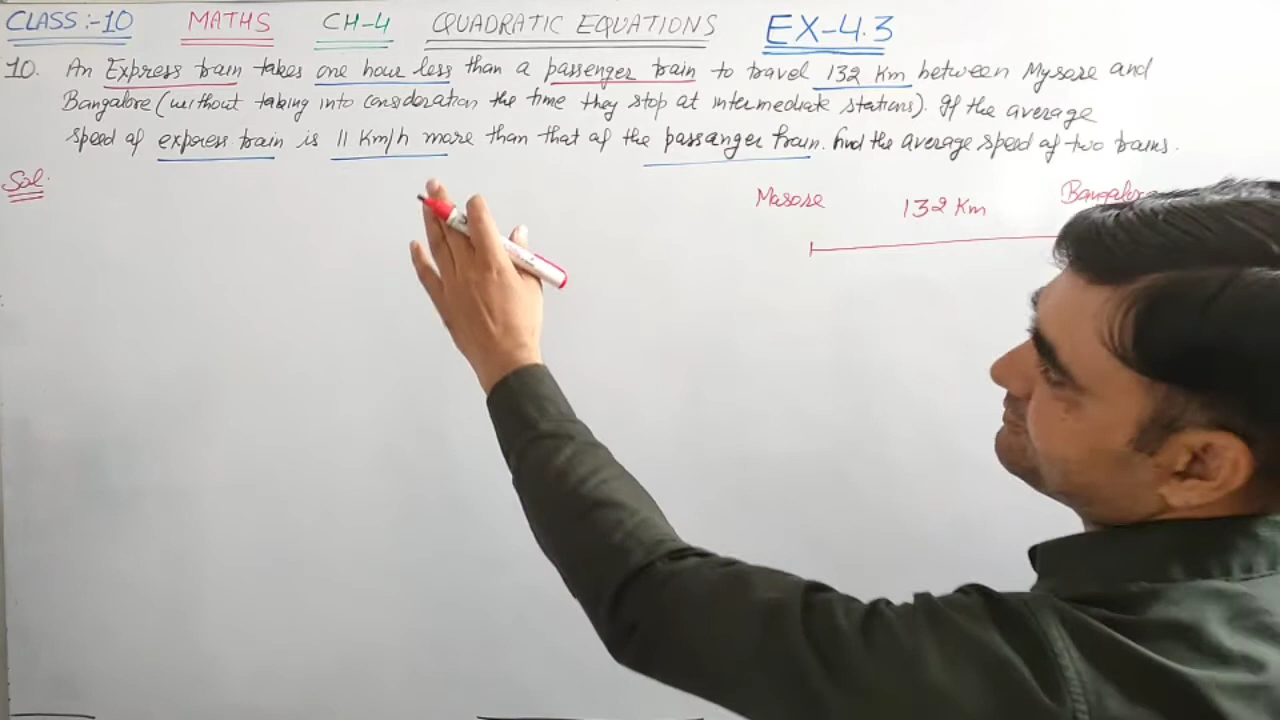 CLASS:-10 MATHS CH-4 QUADRATIC EQUATIONS EX-4.3
10. An Express train takes one hour less than a passenger train to travel 132 Km between Mysore and
Bangalore (without taking into consideration the time they stop at intermediate stations). If the average
speed of express train is 11 Km/h more than that of the passanger train. find the average speed of two trains.
Sol.
Masore 132 Km Bangalore